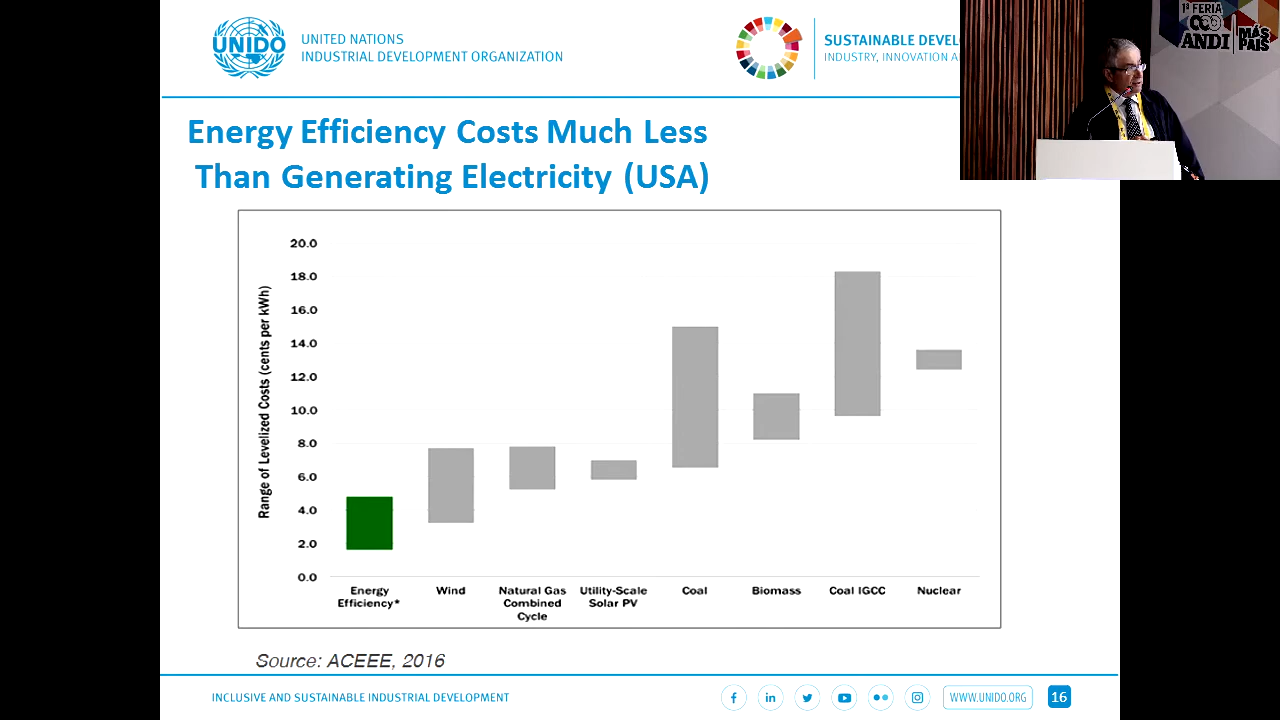 UNIDO
UNITED NATIONS
INDUSTRIAL DEVELOPMENT ORGANIZATION
SUSTAINABLE DEVEL
INDUSTRY, INNOVATION A
1ª FERIA
ANDI
MÁS
PAÍS
Energy Efficiency Costs Much Less
Than Generating Electricity (USA)
Range of Levelized Costs (cents per kWh)
20.0
18.0
16.0
14.0
12.0
10.0
8.0
6.0
4.0
2.0
0.0
Energy
Efficiency*
Wind
Natural Gas
Combined
Cycle
Utility-Scale
Solar PV
Coal
Biomass
Coal IGCC
Nuclear
Source: ACEEE, 2016
INCLUSIVE AND SUSTAINABLE INDUSTRIAL DEVELOPMENT
WWW.UNIDO.ORG
16